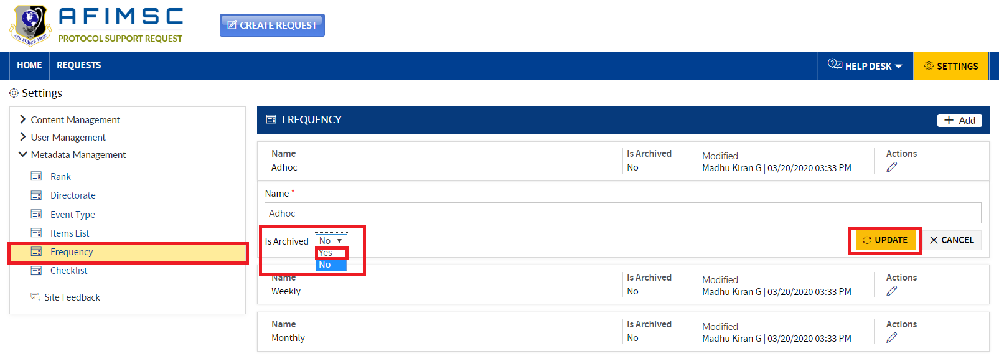 AFIMSC
PROTOCOL SUPPORT REQUEST
AIR FORCE IMSC
CREATE REQUEST
HOME REQUESTS HELP DESK SETTINGS
Settings
Content Management
User Management
Metadata Management
Rank
Directorate
Event Type
Items List
Frequency
Checklist
Site Feedback
FREQUENCY Add
Name Is Archived Modified Actions
Adhoc No Madhu Kiran G | 03/20/2020 03:33 PM
Name *
Adhoc
Is Archived No UPDATE CANCEL
Yes
No
Name Is Archived Modified Actions
Weekly No Madhu Kiran G | 03/20/2020 03:33 PM
Name Is Archived Modified Actions
Monthly No Madhu Kiran G | 03/20/2020 03:33 PM